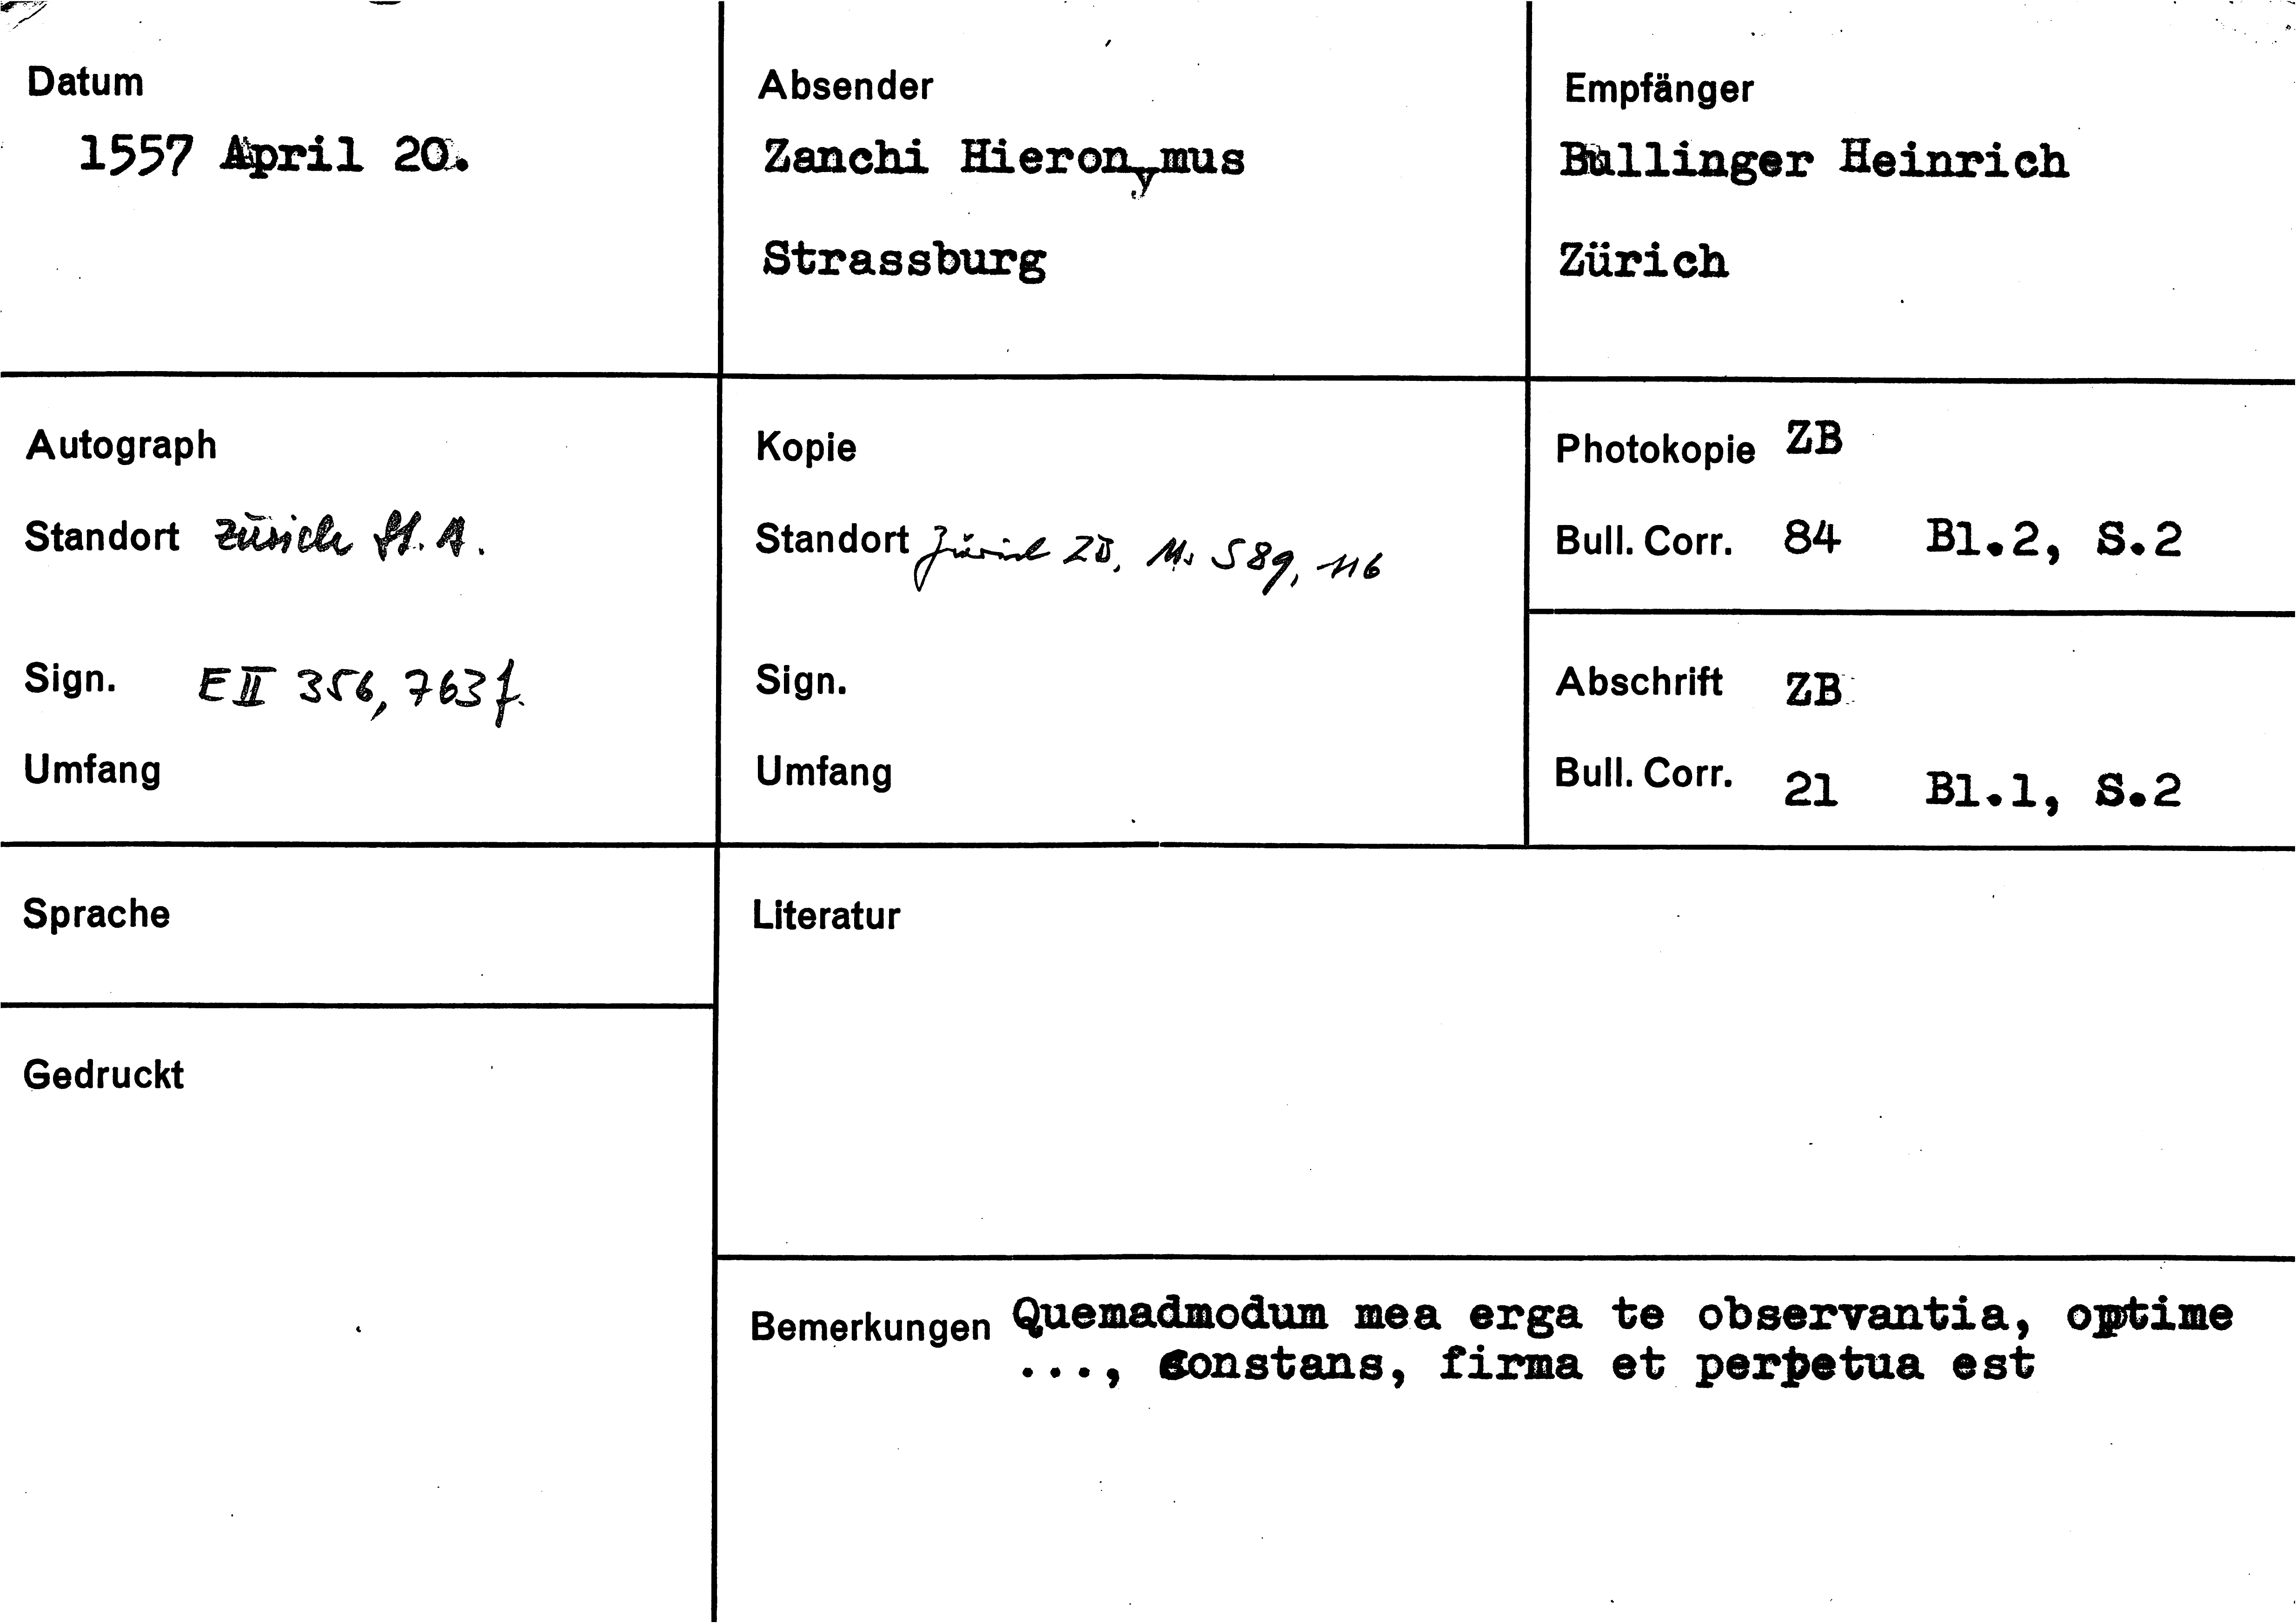 Datum
1557 April 20.
Absender
Zanchi Hieronymus
Strassburg
Empfänger
Bullinger Heinrich
Zürich
Autograph
Standort Zürich St. A.
Sign. E II 356, 763 f.
Umfang
Kopie
Standort Zürich ZB, Ms S 89, 116
Sign.
Umfang
Photokopie ZB
Bull. Corr. 84 Bl.2, S.2
Abschrift ZB
Bull. Corr. 21 Bl.1, S.2
Sprache
Gedruckt
Literatur
Bemerkungen Quemadmodum mea erga te observantia, optime
..., constans, firma et perpetua est